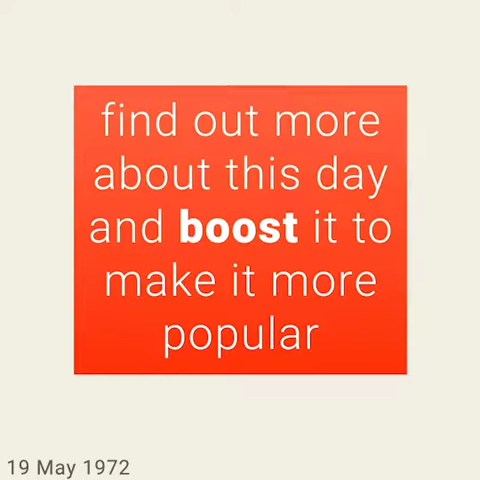 find out more
about this day
and boost it to
make it more
popular
19 May 1972